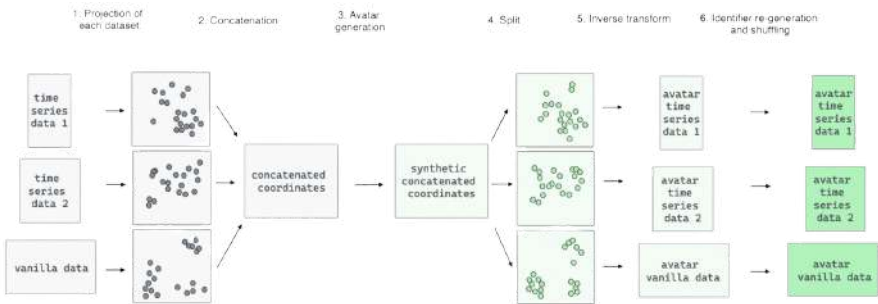 1. Projection of
each dataset
2. Concatenation
3. Avatar
generation
4. Split
5. Inverse transform
6. Identifier re-generation
and shuffling
time
series
data 1
avatar
time
series
data 1
avatar
time
series
data 1
time
series
data 2
concatenated
coordinates
synthetic
concatenated
coordinates
avatar
time
series
data 2
avatar
time
series
data 2
vanilla data
avatar
vanilla data
avatar
vanilla data